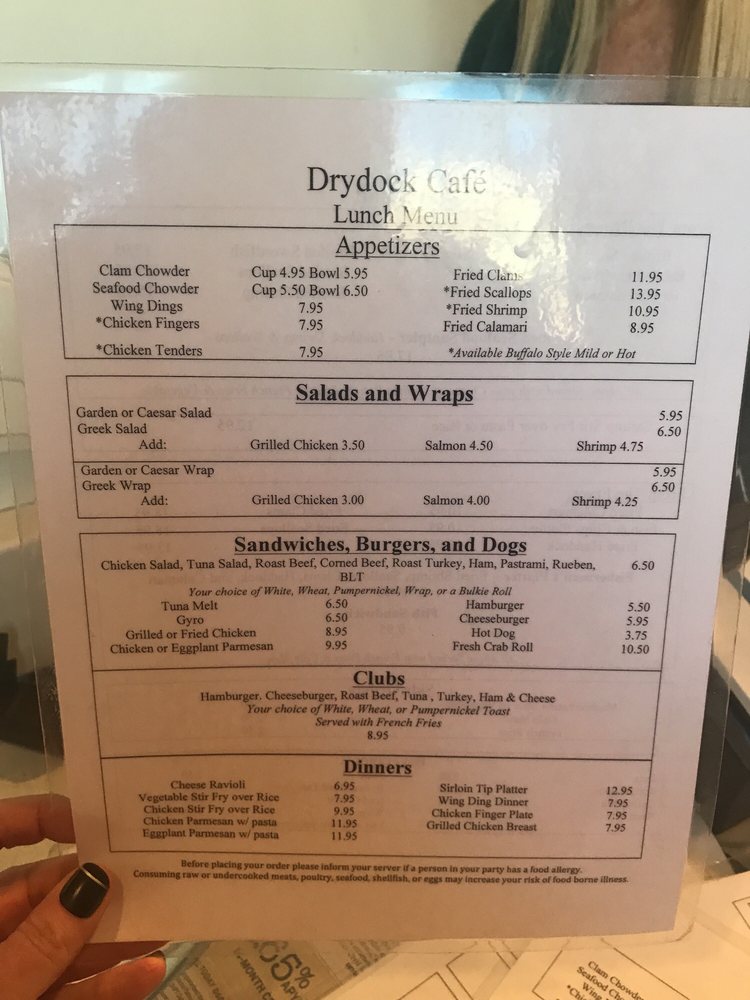 Drydock Café
Lunch Menu
Appetizers
Clam Chowder Cup 4.95 Bowl 5.95 Fried Clams 11.95
Seafood Chowder Cup 5.50 Bowl 6.50 *Fried Scallops 13.95
Wing Dings 7.95 *Fried Shrimp 10.95
*Chicken Fingers 7.95 Fried Calamari 8.95
*Chicken Tenders 7.95 *Available Buffalo Style Mild or Hot
Salads and Wraps
Garden or Caesar Salad 5.95
Greek Salad 6.50
Add: Grilled Chicken 3.50 Salmon 4.50 Shrimp 4.75
Garden or Caesar Wrap 5.95
Greek Wrap 6.50
Add: Grilled Chicken 3.00 Salmon 4.00 Shrimp 4.25
Sandwiches, Burgers, and Dogs
Chicken Salad, Tuna Salad, Roast Beef, Corned Beef, Roast Turkey, Ham, Pastrami, Rueben, 6.50
BLT
Your choice of White, Wheat, Pumpernickel, Wrap, or a Bulkie Roll
Tuna Melt 6.50 Hamburger 5.50
Gyro 6.50 Cheeseburger 5.95
Grilled or Fried Chicken 8.95 Hot Dog 3.75
Chicken or Eggplant Parmesan 9.95 Fresh Crab Roll 10.50
Clubs
Hamburger. Cheeseburger, Roast Beef, Tuna , Turkey, Ham & Cheese
Your choice of White, Wheat, or Pumpernickel Toast
Served with French Fries
8.95
Dinners
Cheese Ravioli 6.95 Sirloin Tip Platter 12.95
Vegetable Stir Fry over Rice 7.95 Wing Ding Dinner 7.95
Chicken Stir Fry over Rice 9.95 Chicken Finger Plate 7.95
Chicken Parmesan w/ pasta 11.95 Grilled Chicken Breast 7.95
Eggplant Parmesan w/ pasta 11.95
Before placing your order please inform your server if a person in your party has a food allergy.
Consuming raw or undercooked meats, poultry, seafood, shellfish, or eggs may increase your risk of food borne illness.
65%
APY
Clam Chowder
Seafood Chow
Wing